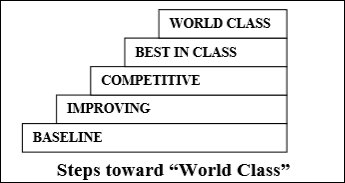 WORLD CLASS
BEST IN CLASS
COMPETITIVE
IMPROVING
BASELINE
Steps toward “World Class”